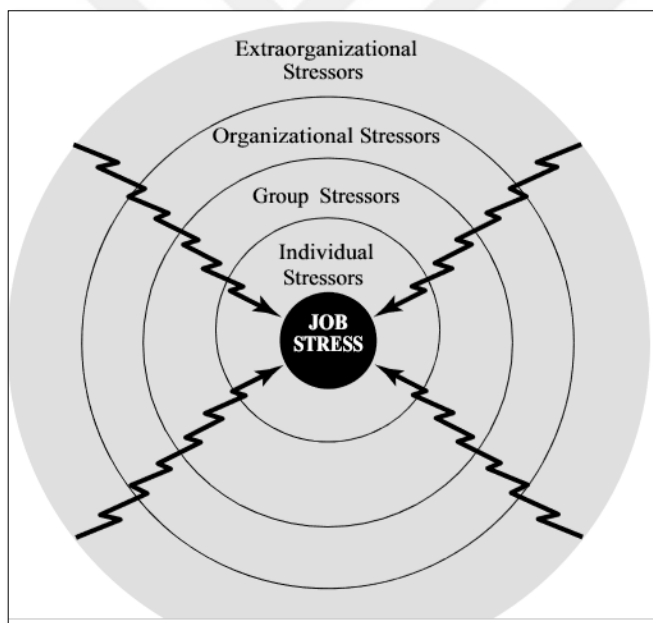 Extraorganizational
Stressors
Organizational Stressors
Group Stressors
Individual
Stressors
JOB
STRESS